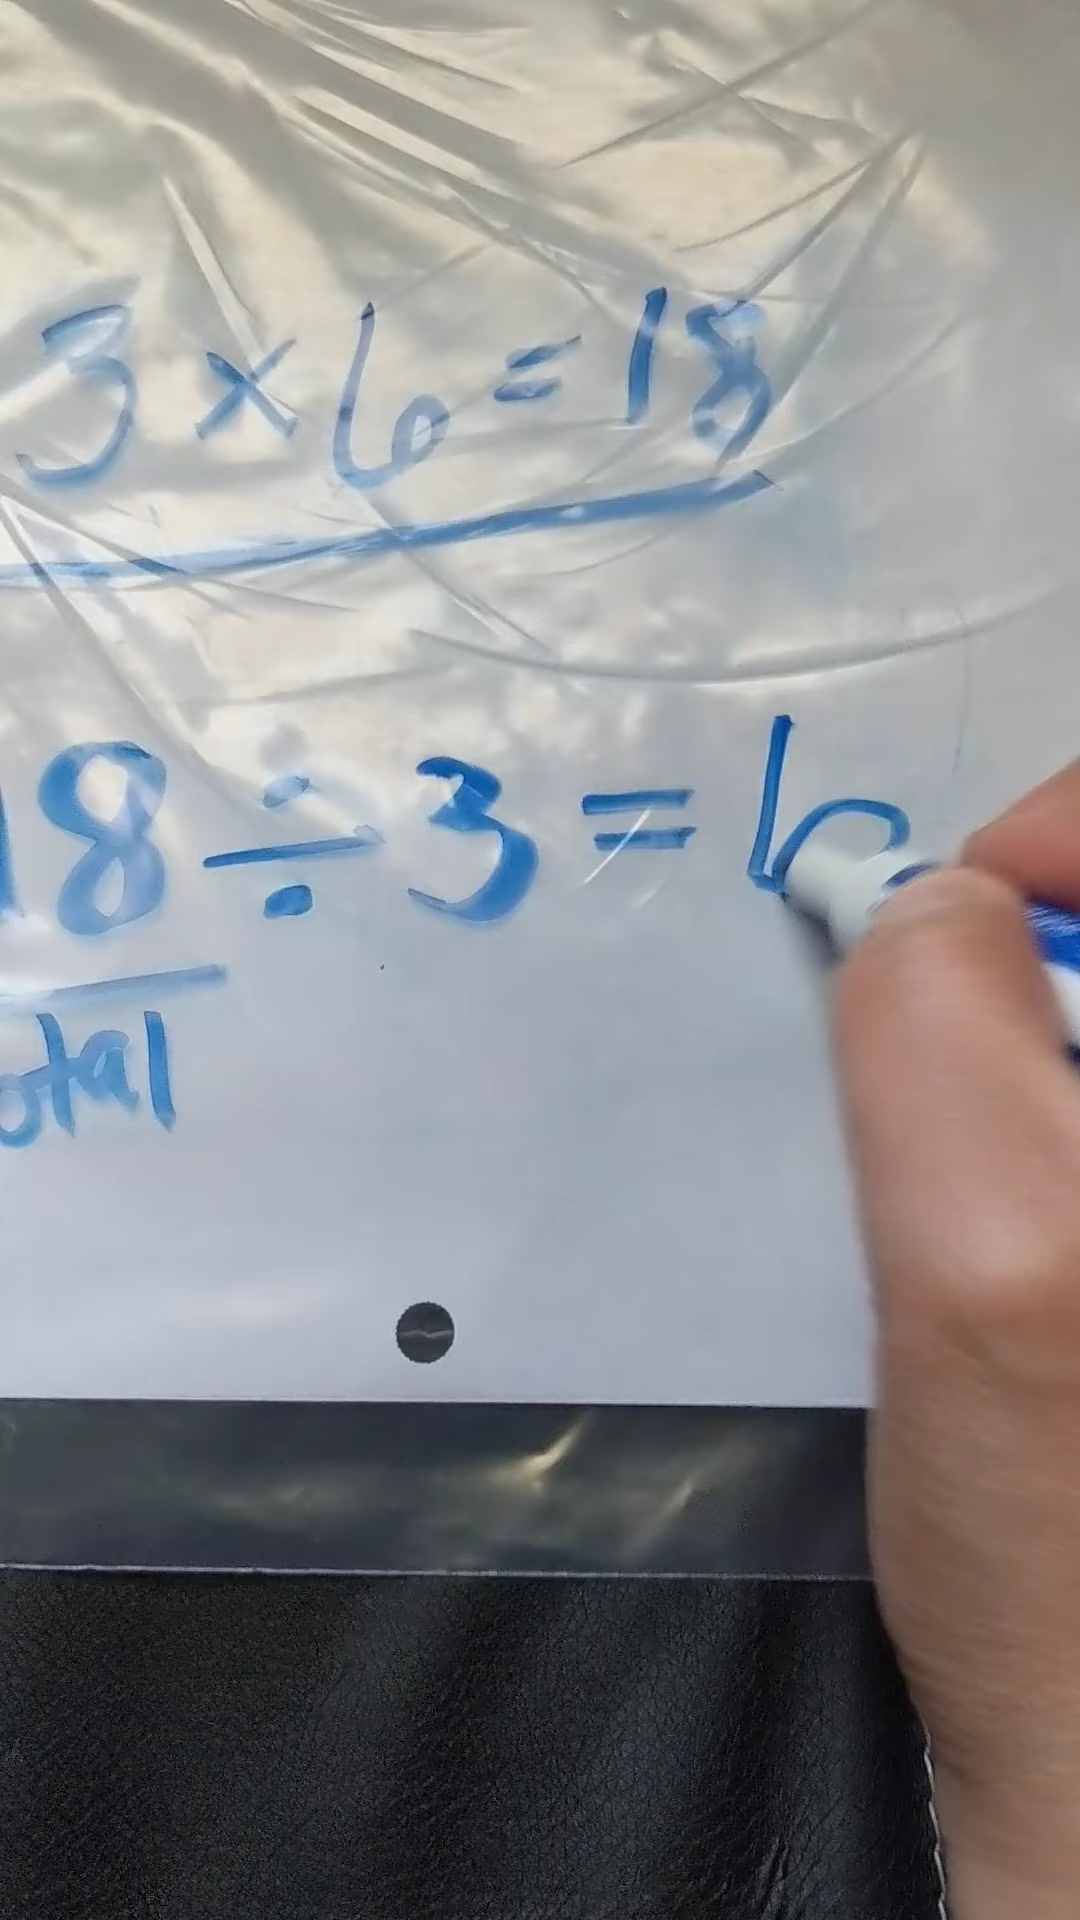 3 × 6 = 18
18 ÷ 3 = 6
otal